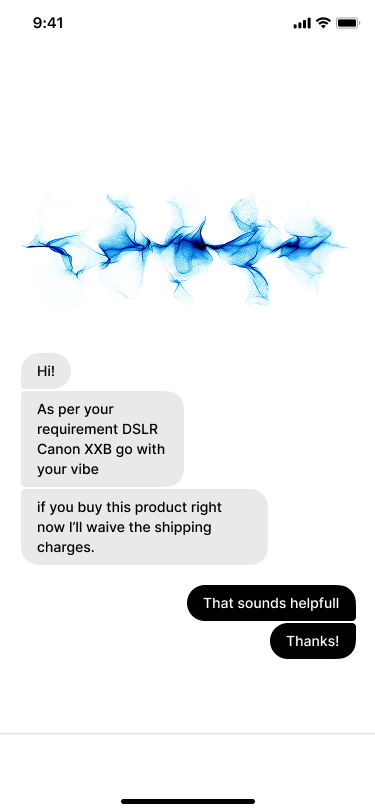 9:41
Hi!
As per your
requirement DSLR
Canon XXB go with
your vibe
if you buy this product right
now I’ll waive the shipping
charges.
That sounds helpfull
Thanks!